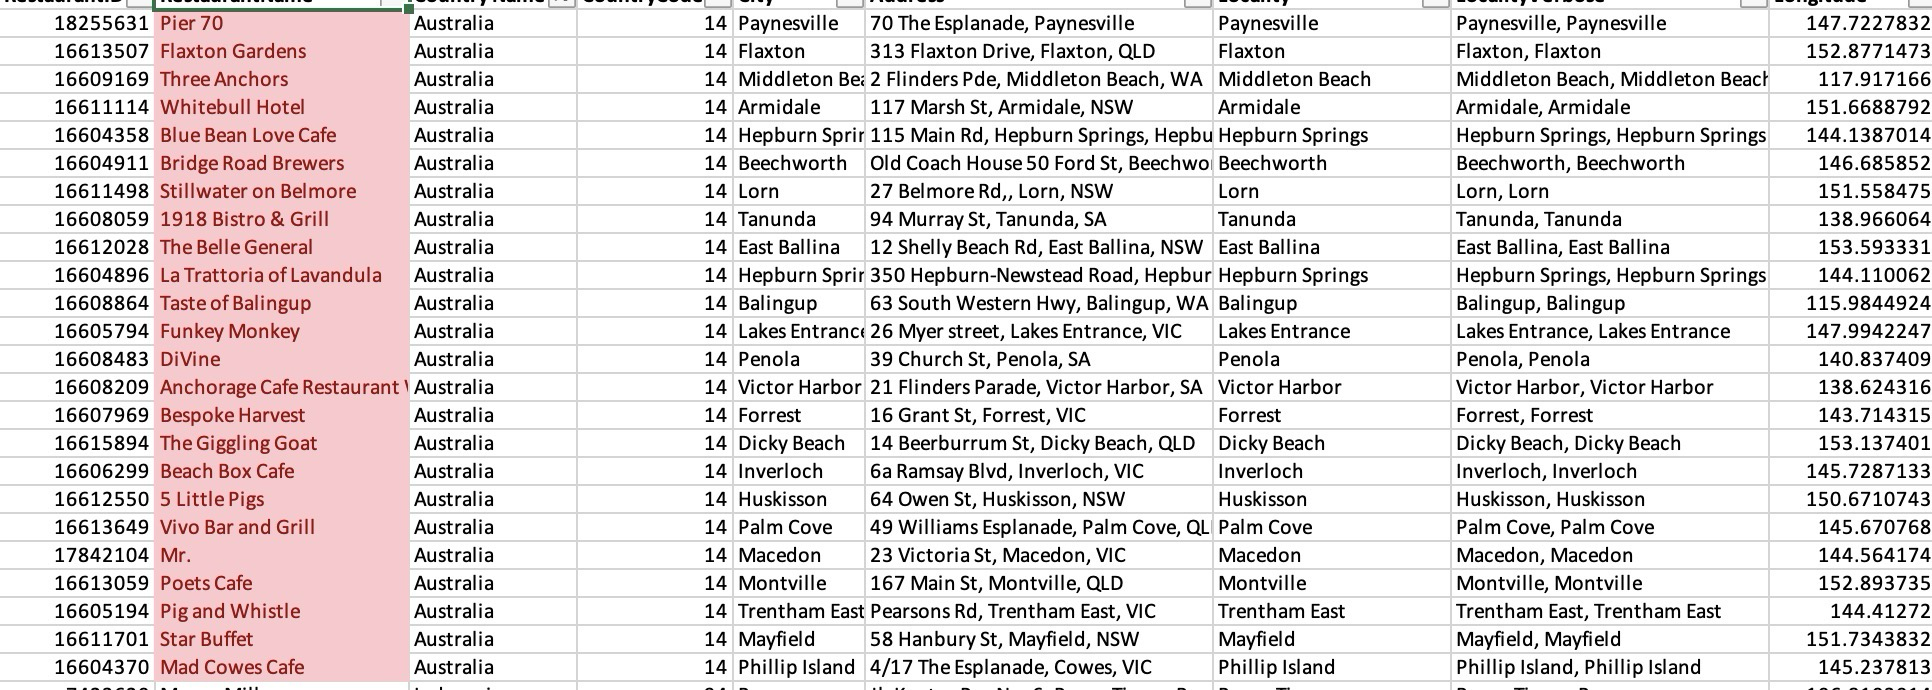 RestaurantID RestaurantName CountryName CountryCode City Address Locality LocalityVerbose Longitude
18255631 Pier 70 Australia 14 Paynesville 70 The Esplanade, Paynesville Paynesville Paynesville, Paynesville 147.7227832
16613507 Flaxton Gardens Australia 14 Flaxton 313 Flaxton Drive, Flaxton, QLD Flaxton Flaxton, Flaxton 152.8771473
16609169 Three Anchors Australia 14 Middleton Bea 2 Flinders Pde, Middleton Beach, WA Middleton Beach Middleton Beach, Middleton Beach 117.917166
16611114 Whitebull Hotel Australia 14 Armidale 117 Marsh St, Armidale, NSW Armidale Armidale, Armidale 151.6688792
16604358 Blue Bean Love Cafe Australia 14 Hepburn Sprin 115 Main Rd, Hepburn Springs, Hepbu Hepburn Springs Hepburn Springs, Hepburn Springs 144.1387014
16604911 Bridge Road Brewers Australia 14 Beechworth Old Coach House 50 Ford St, Beechwo Beechworth Beechworth, Beechworth 146.685852
16611498 Stillwater on Belmore Australia 14 Lorn 27 Belmore Rd,, Lorn, NSW Lorn Lorn, Lorn 151.558475
16608059 1918 Bistro & Grill Australia 14 Tanunda 94 Murray St, Tanunda, SA Tanunda Tanunda, Tanunda 138.966064
16612028 The Belle General Australia 14 East Ballina 12 Shelly Beach Rd, East Ballina, NSW East Ballina East Ballina, East Ballina 153.593331
16604896 La Trattoria of Lavandula Australia 14 Hepburn Sprin 350 Hepburn-Newstead Road, Hepbur Hepburn Springs Hepburn Springs, Hepburn Springs 144.110062
16608864 Taste of Balingup Australia 14 Balingup 63 South Western Hwy, Balingup, WA Balingup Balingup, Balingup 115.9844924
16605794 Funkey Monkey Australia 14 Lakes Entrance 26 Myer street, Lakes Entrance, VIC Lakes Entrance Lakes Entrance, Lakes Entrance 147.9942247
16608483 DiVine Australia 14 Penola 39 Church St, Penola, SA Penola Penola, Penola 140.837409
16608209 Anchorage Cafe Restaurant Australia 14 Victor Harbor 21 Flinders Parade, Victor Harbor, SA Victor Harbor Victor Harbor, Victor Harbor 138.624316
16607969 Bespoke Harvest Australia 14 Forrest 16 Grant St, Forrest, VIC Forrest Forrest, Forrest 143.714315
16615894 The Giggling Goat Australia 14 Dicky Beach 14 Beerburrum St, Dicky Beach, QLD Dicky Beach Dicky Beach, Dicky Beach 153.137401
16606299 Beach Box Cafe Australia 14 Inverloch 6a Ramsay Blvd, Inverloch, VIC Inverloch Inverloch, Inverloch 145.7287133
16612550 5 Little Pigs Australia 14 Huskisson 64 Owen St, Huskisson, NSW Huskisson Huskisson, Huskisson 150.6710743
16613649 Vivo Bar and Grill Australia 14 Palm Cove 49 Williams Esplanade, Palm Cove, QL Palm Cove Palm Cove, Palm Cove 145.670768
17842104 Mr. Australia 14 Macedon 23 Victoria St, Macedon, VIC Macedon Macedon, Macedon 144.564174
16613059 Poets Cafe Australia 14 Montville 167 Main St, Montville, QLD Montville Montville, Montville 152.893735
16605194 Pig and Whistle Australia 14 Trentham East Pearsons Rd, Trentham East, VIC Trentham East Trentham East, Trentham East 144.41272
16611701 Star Buffet Australia 14 Mayfield 58 Hanbury St, Mayfield, NSW Mayfield Mayfield, Mayfield 151.7343832
16604370 Mad Cowes Cafe Australia 14 Phillip Island 4/17 The Esplanade, Cowes, VIC Phillip Island Phillip Island, Phillip Island 145.237813